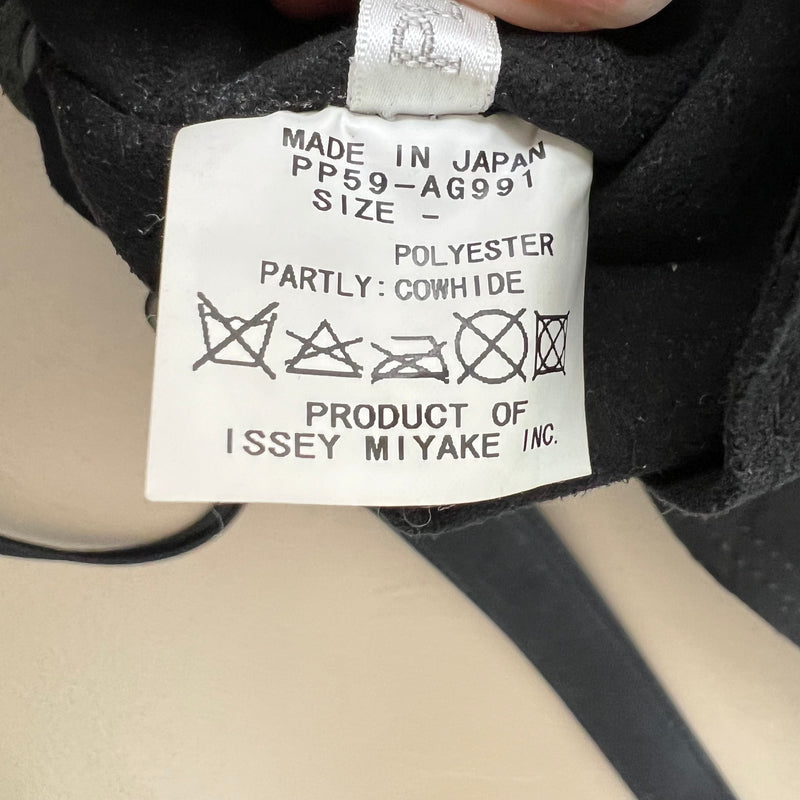 MADE IN JAPAN
PP59-AG991
SIZE -
POLYESTER
PARTLY: COWHIDE
PRODUCT OF
ISSEY MIYAKE INC.